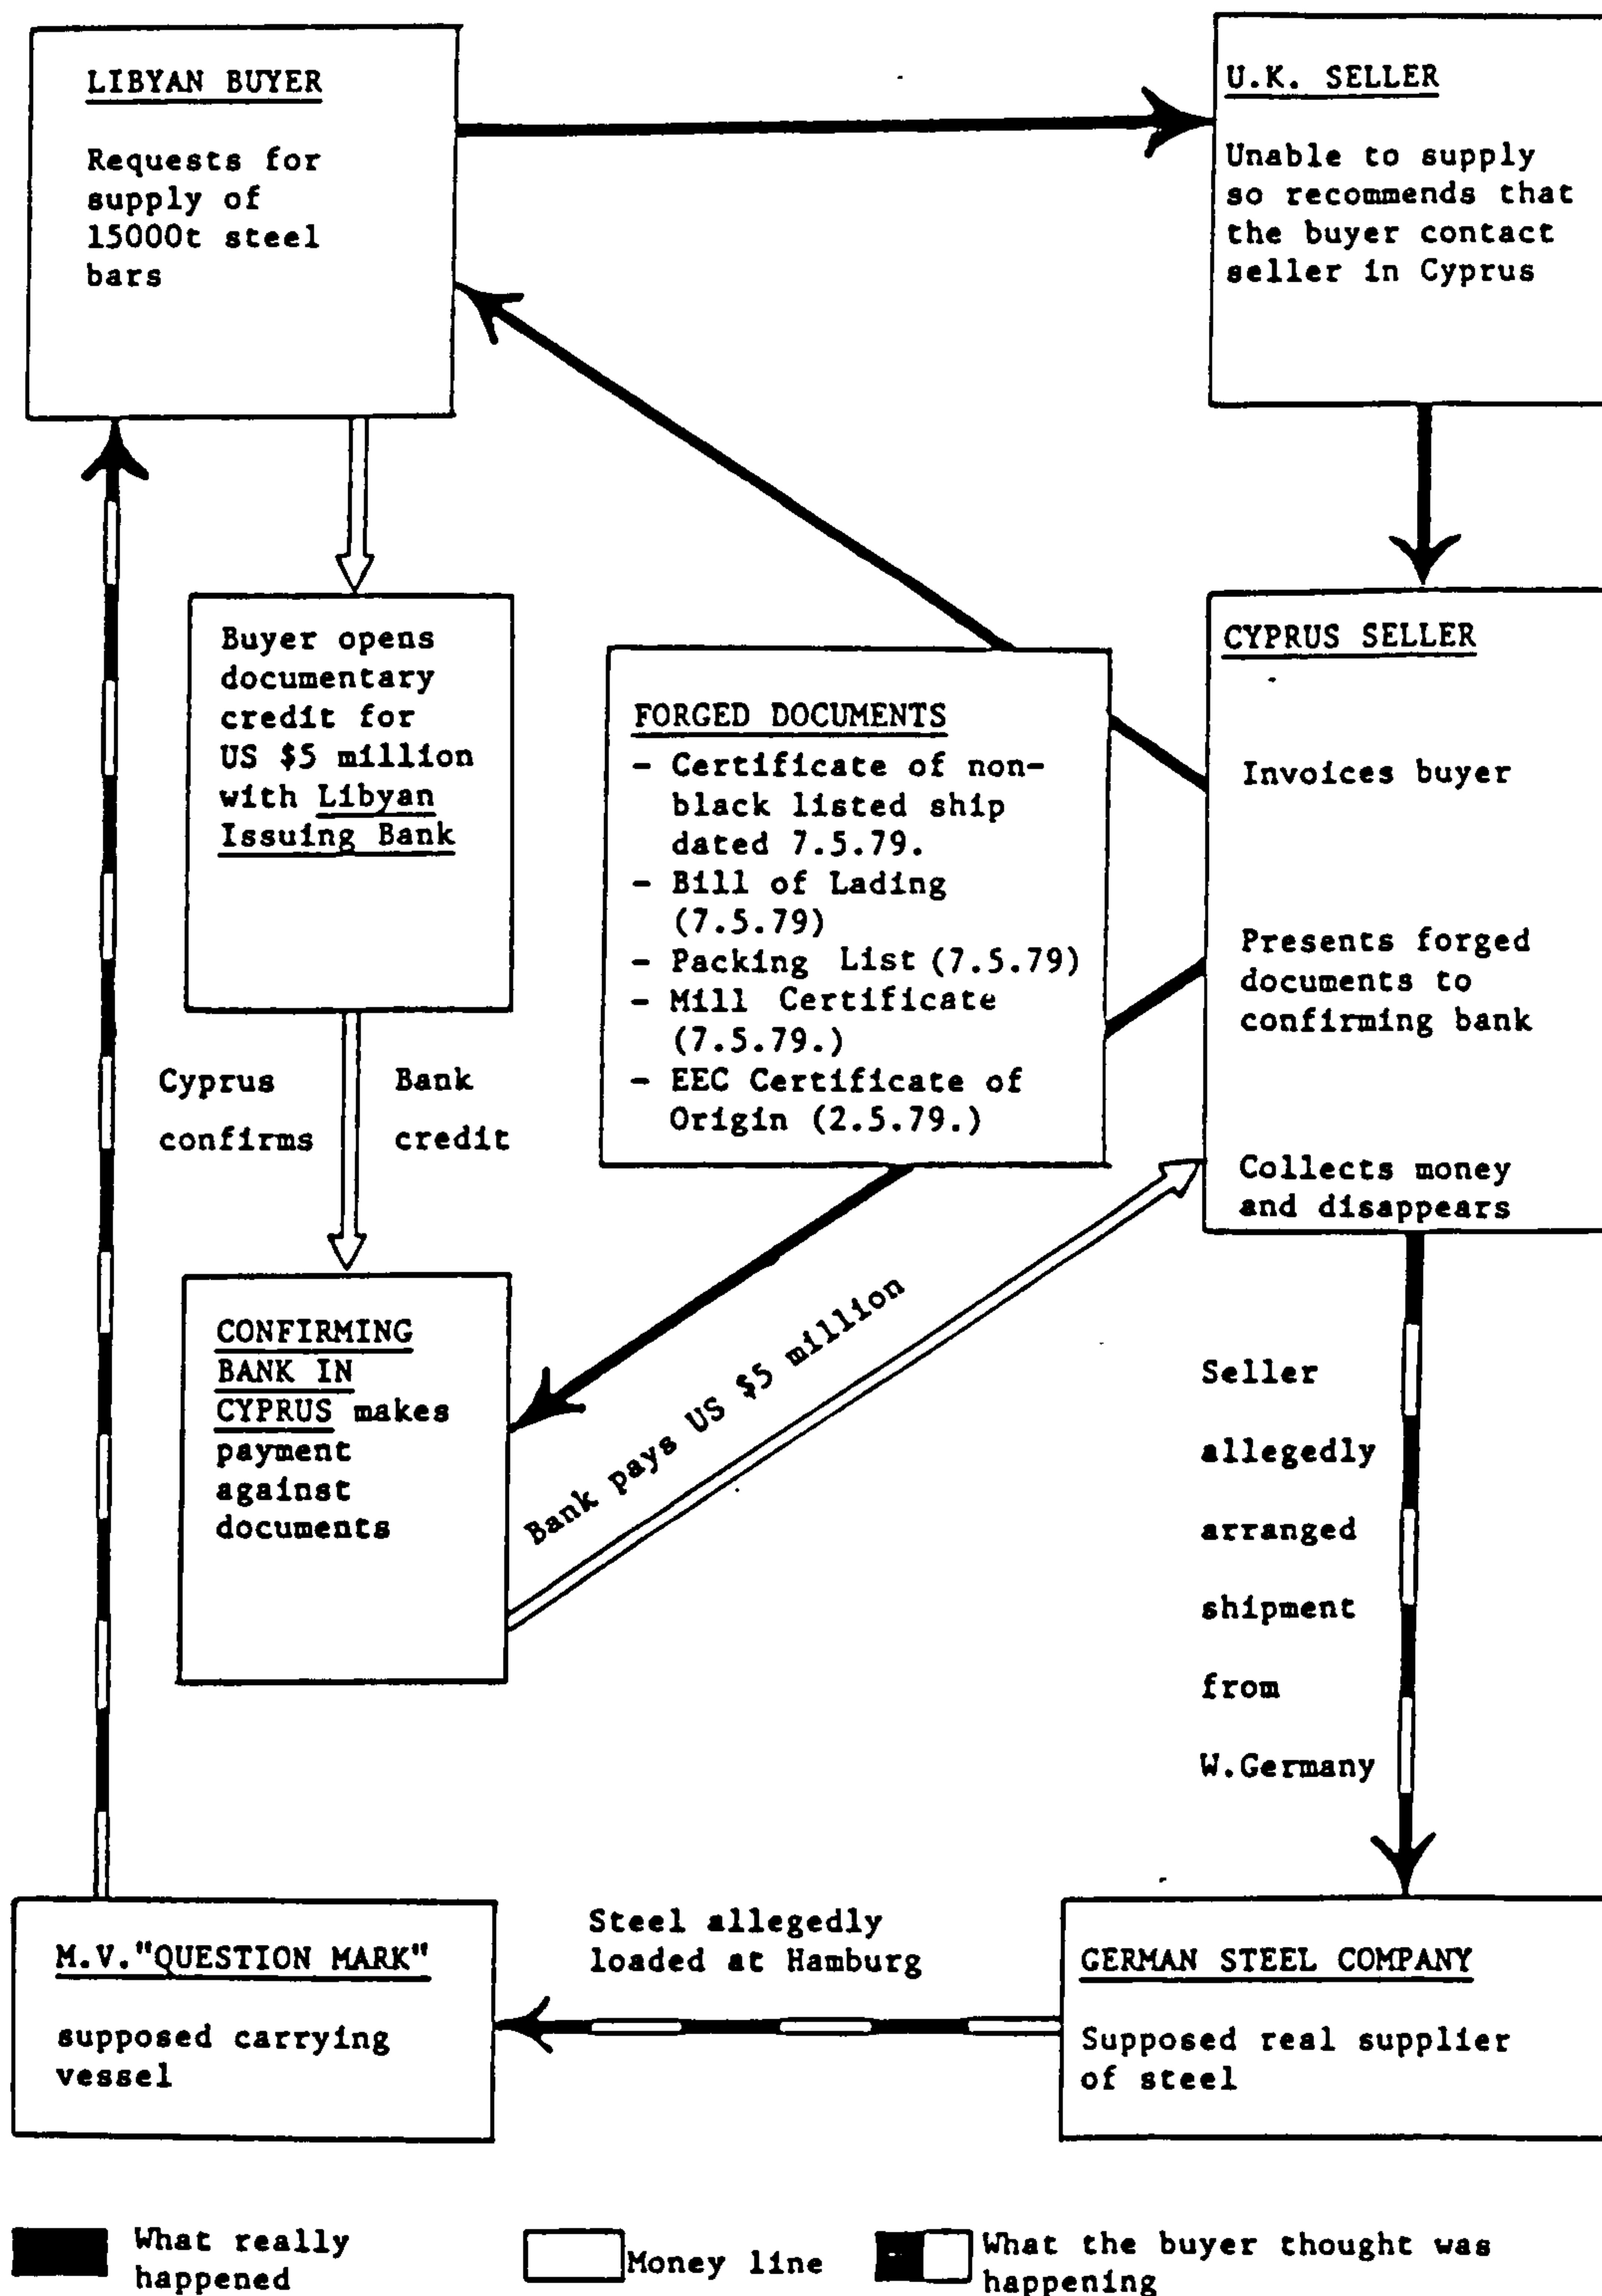 LIBYAN BUYER
Requests for
supply of
15000t steel
bars
U.K. SELLER
Unable to supply
so recommends that
the buyer contact
seller in Cyprus
Buyer opens
documentary
credit for
US $5 million
with Libyan
Issuing Bank
FORGED DOCUMENTS
- Certificate of non-
black listed ship
dated 7.5.79.
- Bill of Lading
(7.5.79)
- Packing List (7.5.79)
- Mill Certificate
(7.5.79.)
- EEC Certificate of
Origin (2.5.79.)
CYPRUS SELLER
Invoices buyer
Presents forged
documents to
confirming bank
Collects money
and disappears
Cyprus Bank
confirms credit
CONFIRMING
BANK IN
CYPRUS makes
payment
against
documents
Bank pays US $5 million
Seller
allegedly
arranged
shipment
from
W.Germany
M.V."QUESTION MARK"
supposed carrying
vessel
Steel allegedly
loaded at Hamburg
GERMAN STEEL COMPANY
Supposed real supplier
of steel
What really
happened
Money line
What the buyer thought was
happening